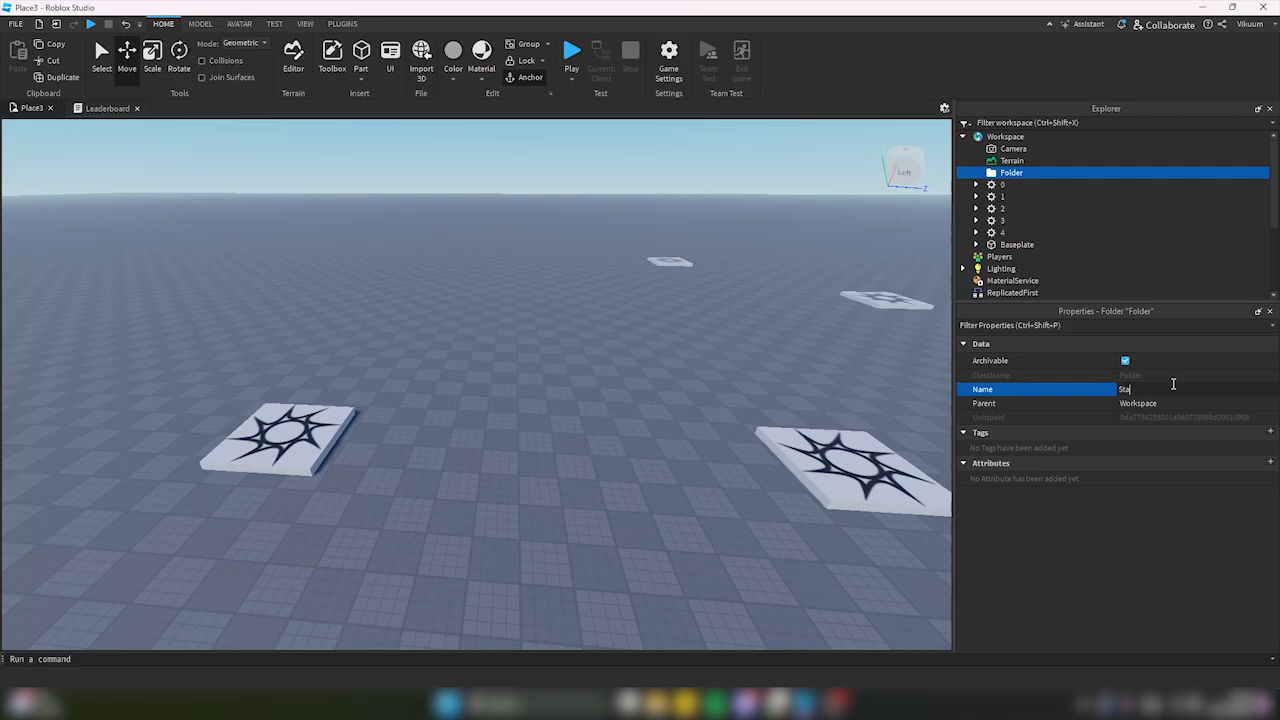 Place3 - Roblox Studio
FILE
HOME
MODEL
AVATAR
TEST
VIEW
PLUGINS
Assistant
Collaborate
Vikuum
Paste
Copy
Cut
Duplicate
Clipboard
Select
Move
Scale
Rotate
Mode: Geometric
Collisions
Join Surfaces
Tools
Editor
Terrain
Toolbox
Part
UI
Insert
Import
3D
File
Color
Material
Group
Lock
Anchor
Edit
Play
Current:
Client
Stop
Test
Game
Settings
Settings
Team
Test
Exit
Game
Team Test
Place3
Leaderboard
Left
Z
Explorer
Filter workspace (Ctrl+Shift+X)
Workspace
Camera
Terrain
Folder
0
1
2
3
4
Baseplate
Players
Lighting
MaterialService
ReplicatedFirst
Properties - Folder "Folder"
Filter Properties (Ctrl+Shift+P)
Data
Archivable
ClassName Folder
Name Sta
Parent Workspace
UniqueId
Tags
No Tags have been added yet
Attributes
No Attribute has been added yet
Run a command